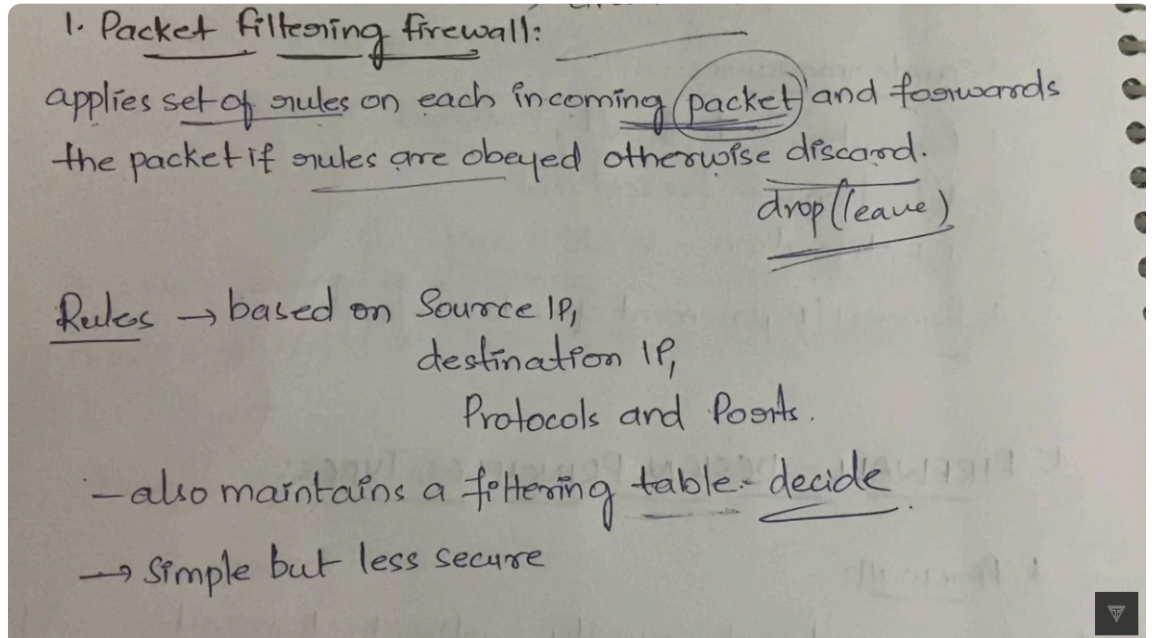 1. Packet filtering firewall:
applies set of rules on each incoming packet and forwards
the packet if rules are obeyed otherwise discard.
drop (leave)
Rules → based on Source IP,
destination IP,
Protocols and Ports.
- also maintains a filtering table - decide
→ simple but less secure